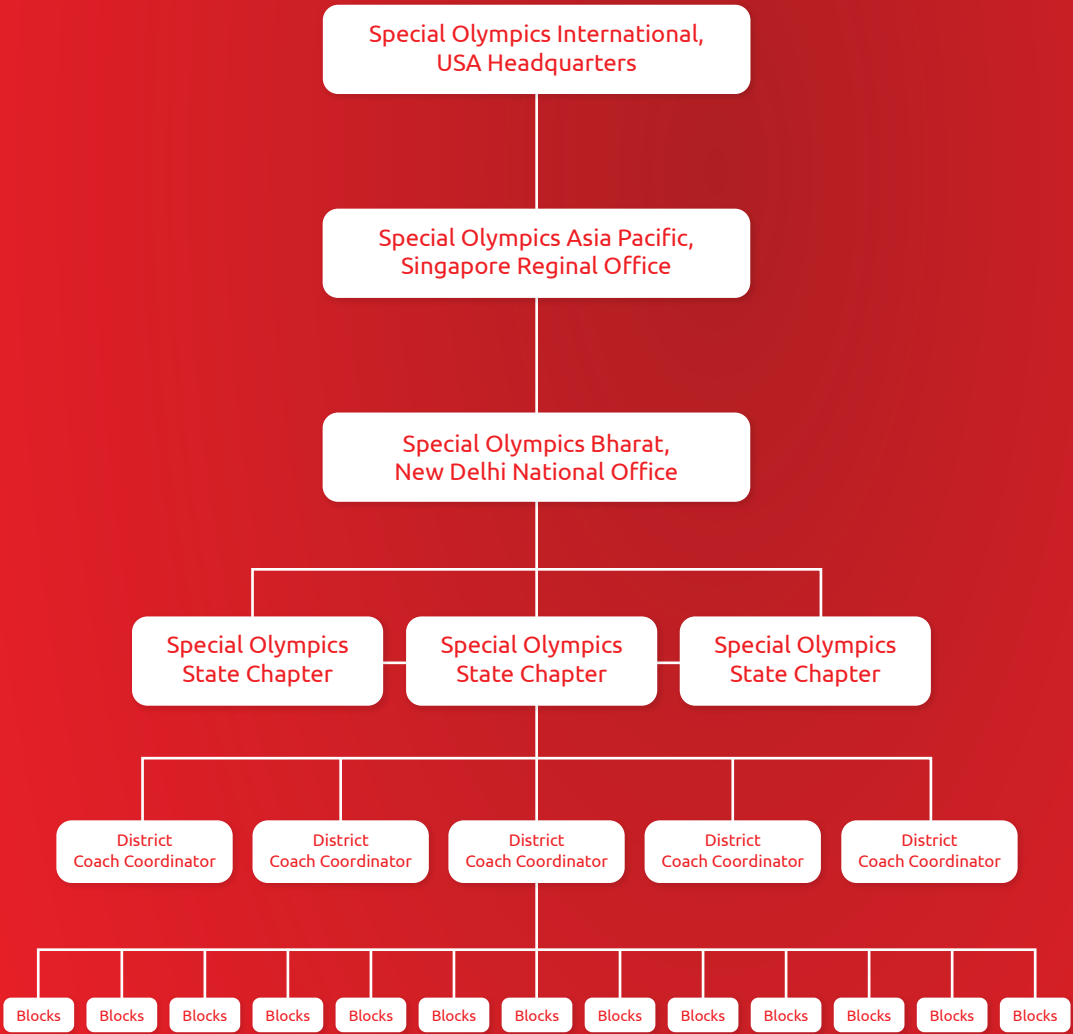 Special Olympics International,
USA Headquarters
Special Olympics Asia Pacific,
Singapore Reginal Office
Special Olympics Bharat,
New Delhi National Office
Special Olympics
State Chapter
Special Olympics
State Chapter
Special Olympics
State Chapter
District
Coach Coordinator
District
Coach Coordinator
District
Coach Coordinator
District
Coach Coordinator
District
Coach Coordinator
Blocks
Blocks
Blocks
Blocks
Blocks
Blocks
Blocks
Blocks
Blocks
Blocks
Blocks
Blocks
Blocks